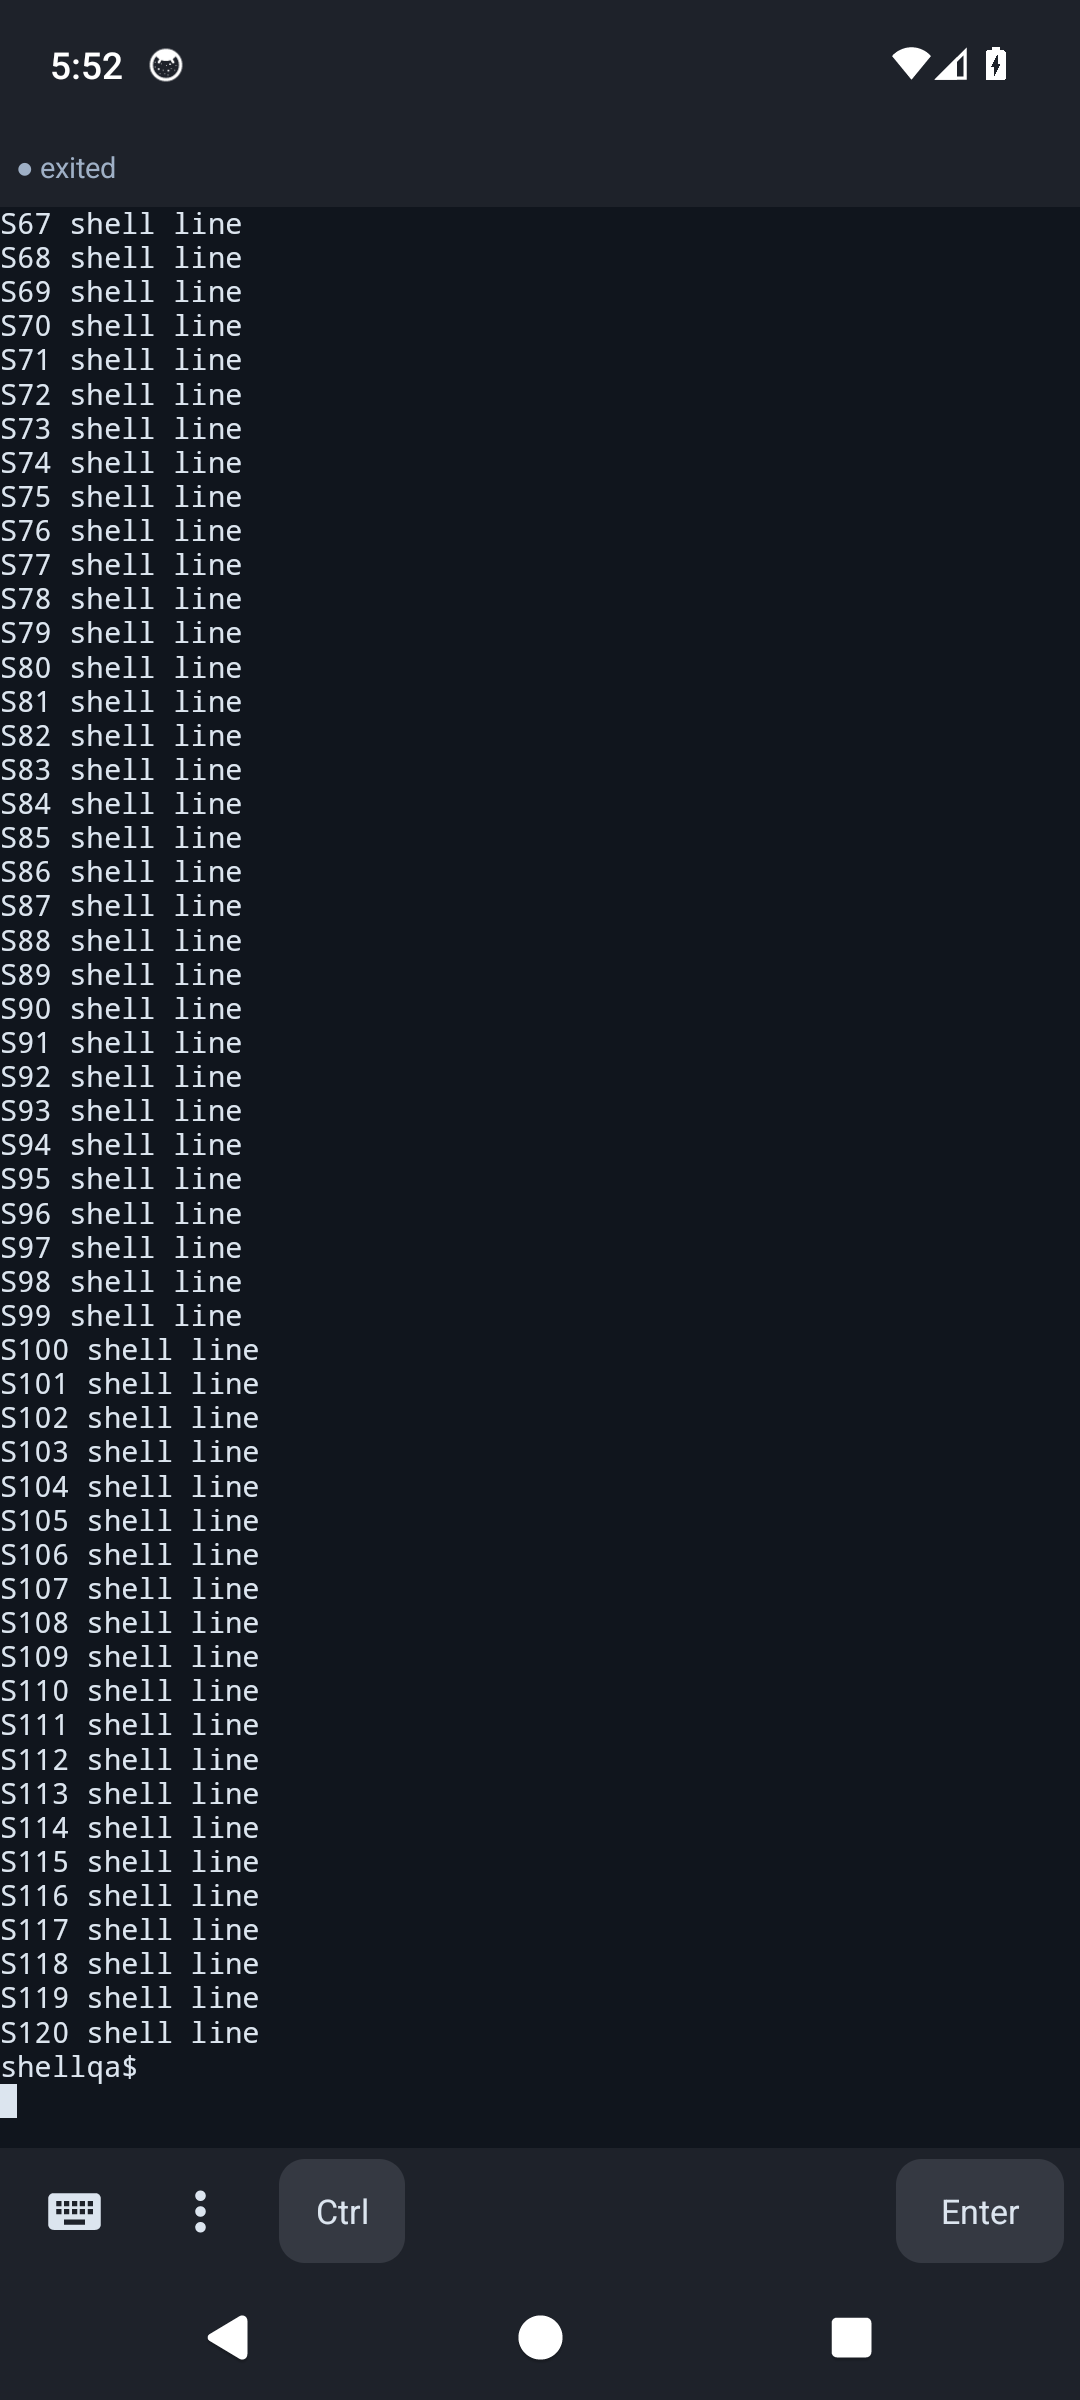 5:52
exited
S67 shell line
S68 shell line
S69 shell line
S70 shell line
S71 shell line
S72 shell line
S73 shell line
S74 shell line
S75 shell line
S76 shell line
S77 shell line
S78 shell line
S79 shell line
S80 shell line
S81 shell line
S82 shell line
S83 shell line
S84 shell line
S85 shell line
S86 shell line
S87 shell line
S88 shell line
S89 shell line
S90 shell line
S91 shell line
S92 shell line
S93 shell line
S94 shell line
S95 shell line
S96 shell line
S97 shell line
S98 shell line
S99 shell line
S100 shell line
S101 shell line
S102 shell line
S103 shell line
S104 shell line
S105 shell line
S106 shell line
S107 shell line
S108 shell line
S109 shell line
S110 shell line
S111 shell line
S112 shell line
S113 shell line
S114 shell line
S115 shell line
S116 shell line
S117 shell line
S118 shell line
S119 shell line
S120 shell line
shellqa$
Ctrl Enter